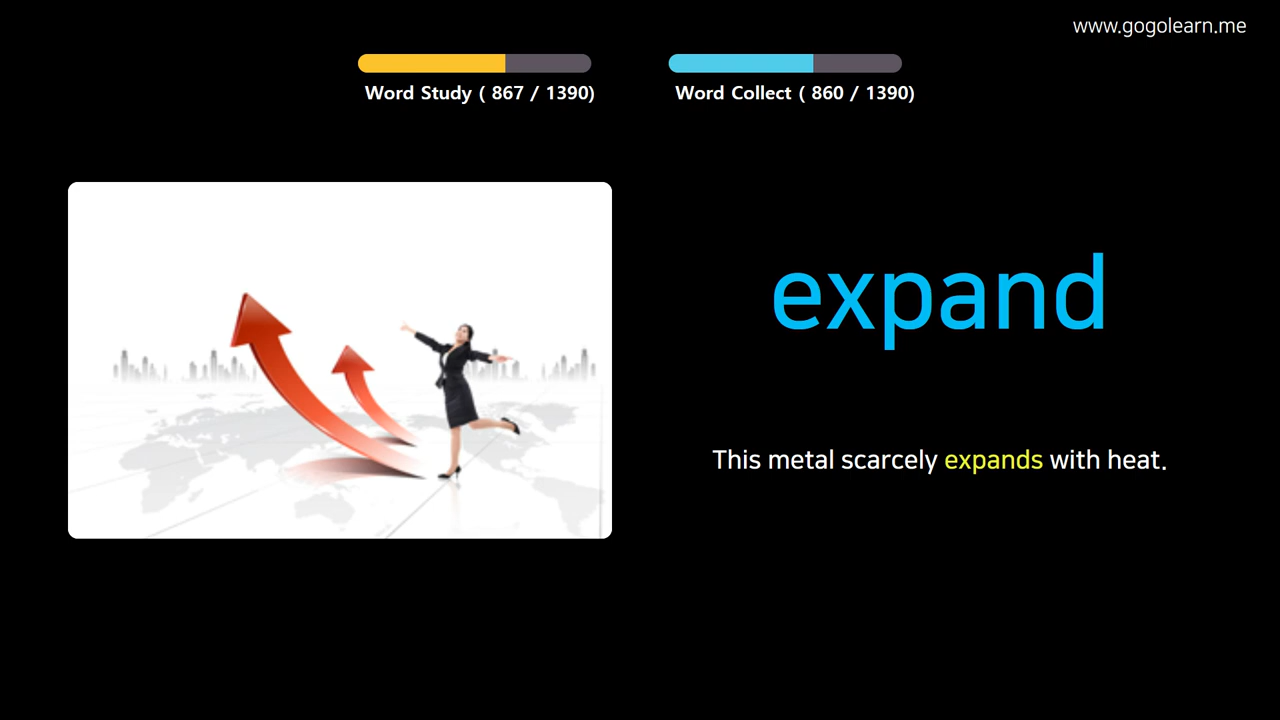 www.gogolearn.me
Word Study ( 867 / 1390)
Word Collect ( 860 / 1390)
expand
This metal scarcely expands with heat.